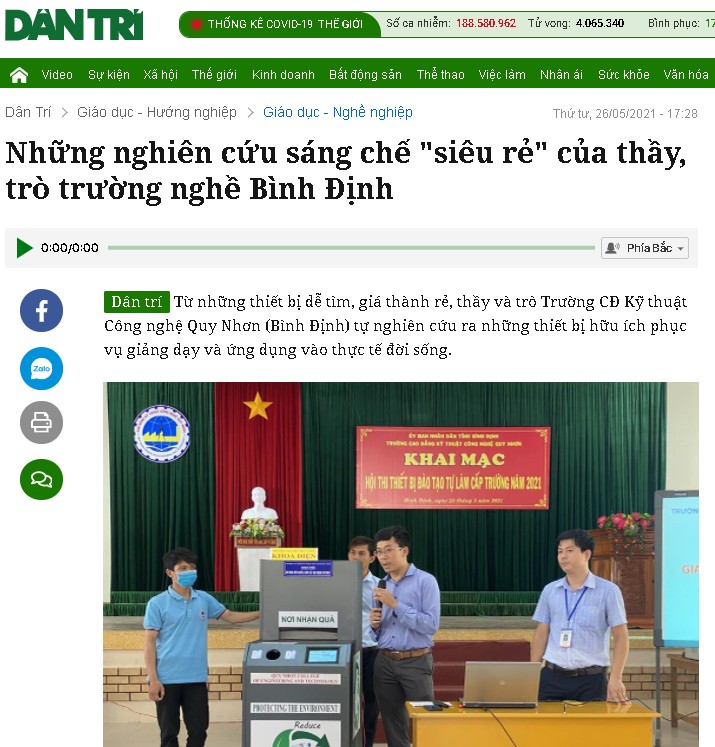 DÂN TRÍ
THỐNG KÊ COVID-19 THẾ GIỚI
Số ca nhiễm: 188.580.962 Tử vong: 4.065.340 Bình phục: 17
Video Sự kiện Xã hội Thế giới Kinh doanh Bất động sản Thể thao Việc làm Nhân ái Sức khỏe Văn hóa
Dân Trí Giáo dục - Hướng nghiệp Giáo dục - Nghề nghiệp Thứ tư, 26/05/2021 - 17:28
Những nghiên cứu sáng chế "siêu rẻ" của thầy,
trò trường nghề Bình Định
0:00/0:00 Phía Bắc
Dân trí Từ những thiết bị dễ tìm, giá thành rẻ, thầy và trò Trường CĐ Kỹ thuật
Công nghệ Quy Nhơn (Bình Định) tự nghiên cứu ra những thiết bị hữu ích phục
vụ giảng dạy và ứng dụng vào thực tế đời sống.
Zalo
ỦY BAN NHÂN DÂN TỈNH BÌNH ĐỊNH
TRƯỜNG CAO ĐẲNG KỸ THUẬT CÔNG NGHỆ QUY NHƠN
KHAI MẠC
HỘI THI THIẾT BỊ ĐÀO TẠO TỰ LÀM CẤP TRƯỜNG NĂM 2021
TRƯỜNG
KHOA ĐIỆN
NƠI NHẬN QUÀ
QUY NHON COLLEGE
OF ENGINEERING AND TECHNOLOGY
PROTECTING THE ENVIRONMENT
Reduce